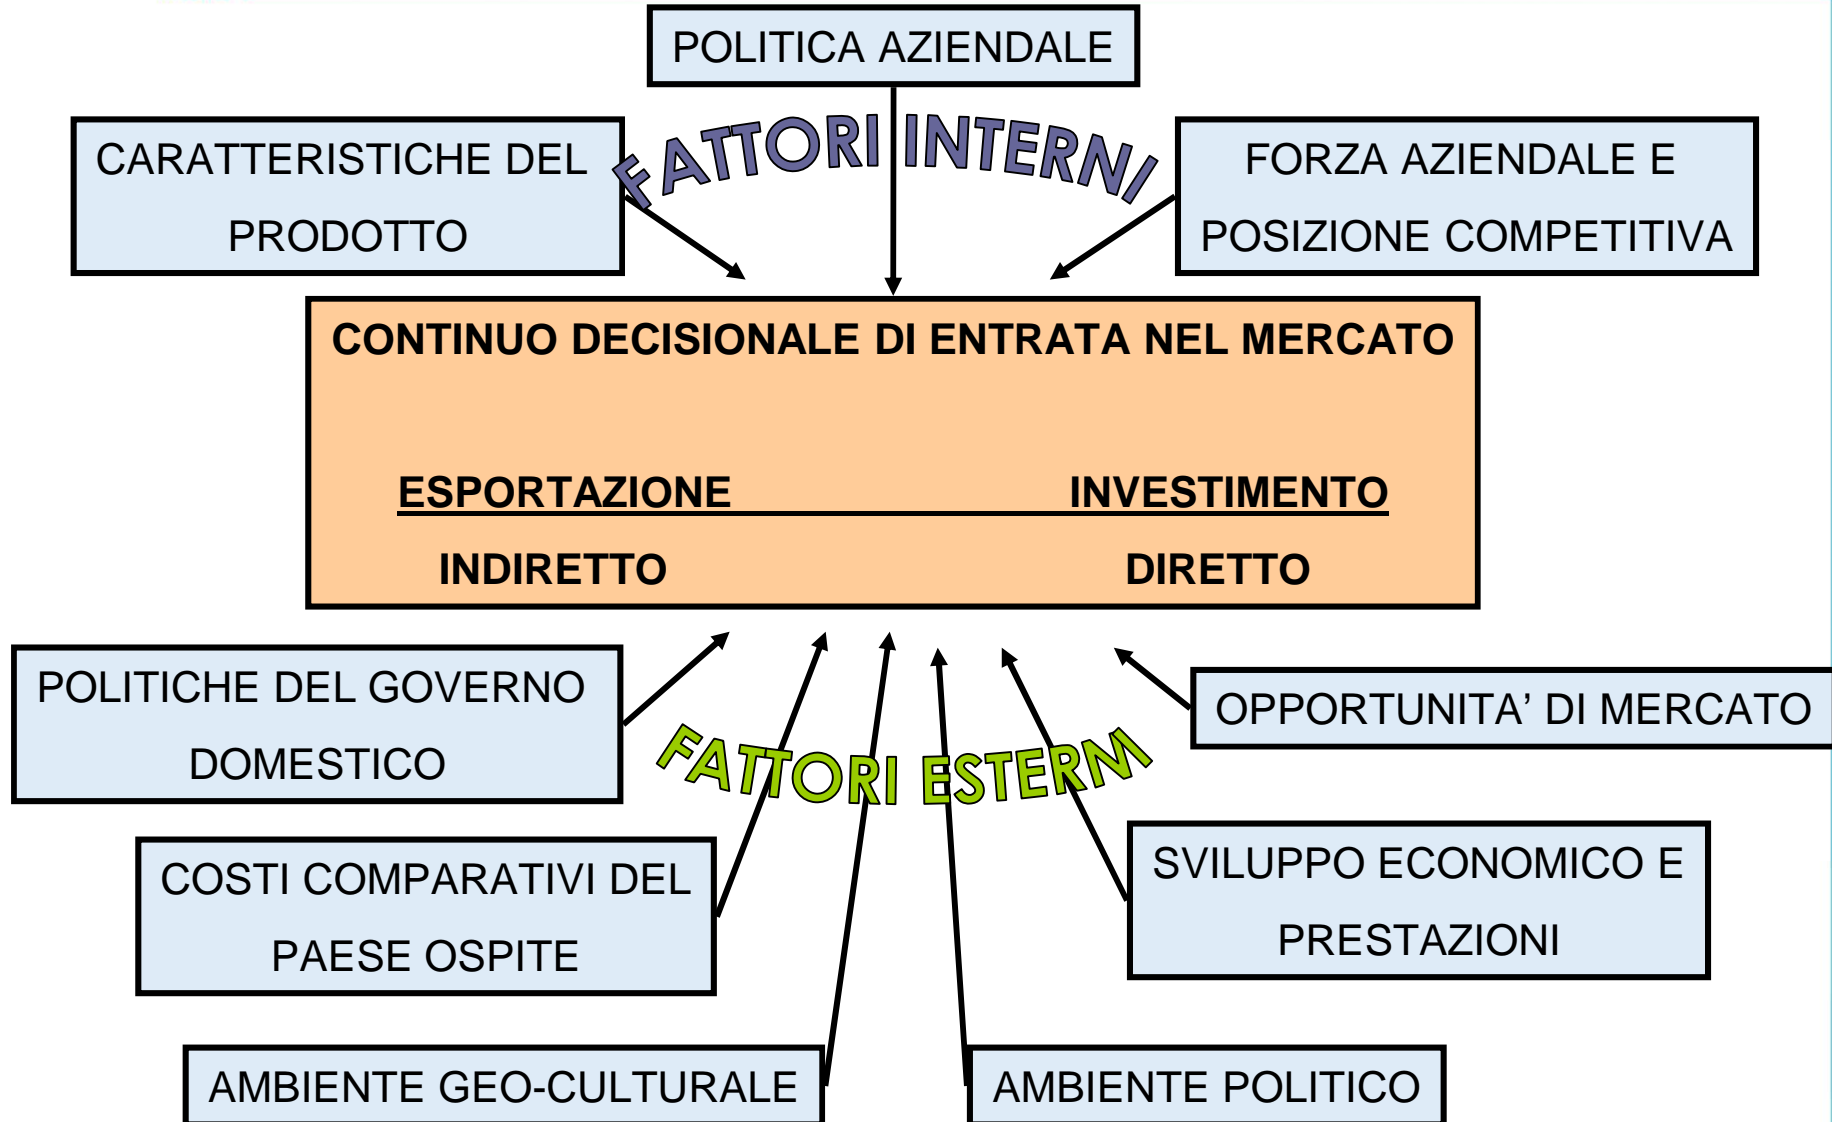 POLITICA AZIENDALE
FATTORI INTERNI
CARATTERISTICHE DEL
PRODOTTO
FORZA AZIENDALE E
POSIZIONE COMPETITIVA
CONTINUO DECISIONALE DI ENTRATA NEL MERCATO
ESPORTAZIONE INVESTIMENTO
INDIRETTO DIRETTO
POLITICHE DEL GOVERNO
DOMESTICO
OPPORTUNITA’ DI MERCATO
FATTORI ESTERNI
COSTI COMPARATIVI DEL
PAESE OSPITE
SVILUPPO ECONOMICO E
PRESTAZIONI
AMBIENTE GEO-CULTURALE
AMBIENTE POLITICO